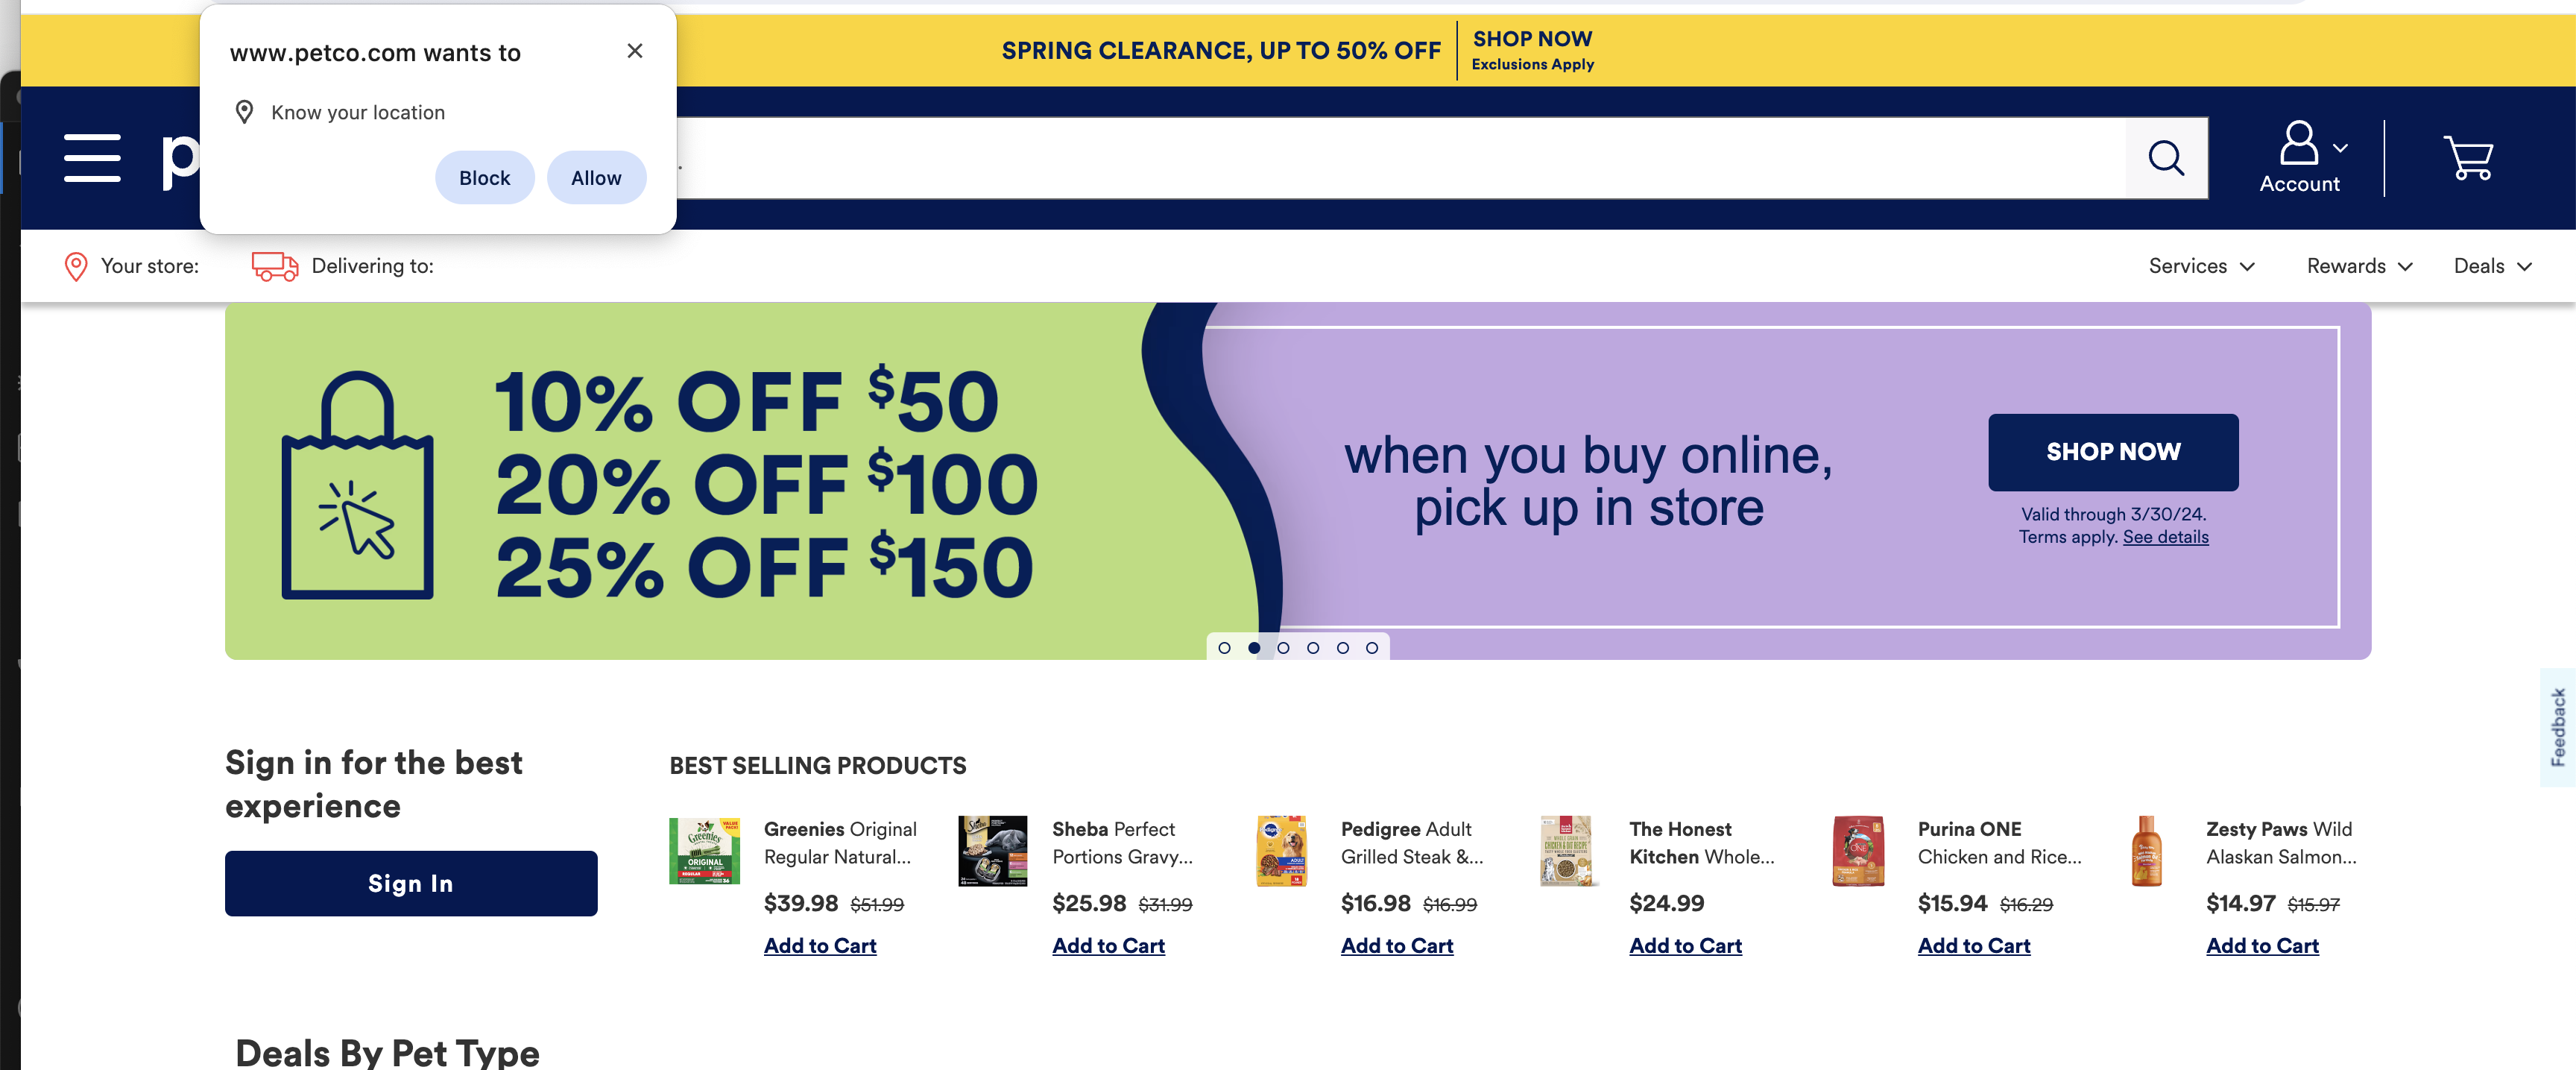 www.petco.com wants to
Know your location
Block
Allow
SPRING CLEARANCE, UP TO 50% OFF
SHOP NOW
Exclusions Apply
p
Account
Your store:
Delivering to:
Services
Rewards
Deals
10% OFF $50
20% OFF $100
25% OFF $150
when you buy online,
pick up in store
SHOP NOW
Valid through 3/30/24.
Terms apply. See details
Feedback
Sign in for the best
experience
Sign In
BEST SELLING PRODUCTS
Greenies
ORIGINAL
Greenies Original
Regular Natural...
$39.98 $51.99
Add to Cart
Sheba
Sheba Perfect
Portions Gravy...
$25.98 $31.99
Add to Cart
Pedigree
Pedigree Adult
Grilled Steak &...
$16.98 $16.99
Add to Cart
The Honest
Kitchen Whole...
$24.99
Add to Cart
ONE
Purina ONE
Chicken and Rice...
$15.94 $16.29
Add to Cart
Zesty Paws Wild
Alaskan Salmon...
$14.97 $15.97
Add to Cart
Deals By Pet Type